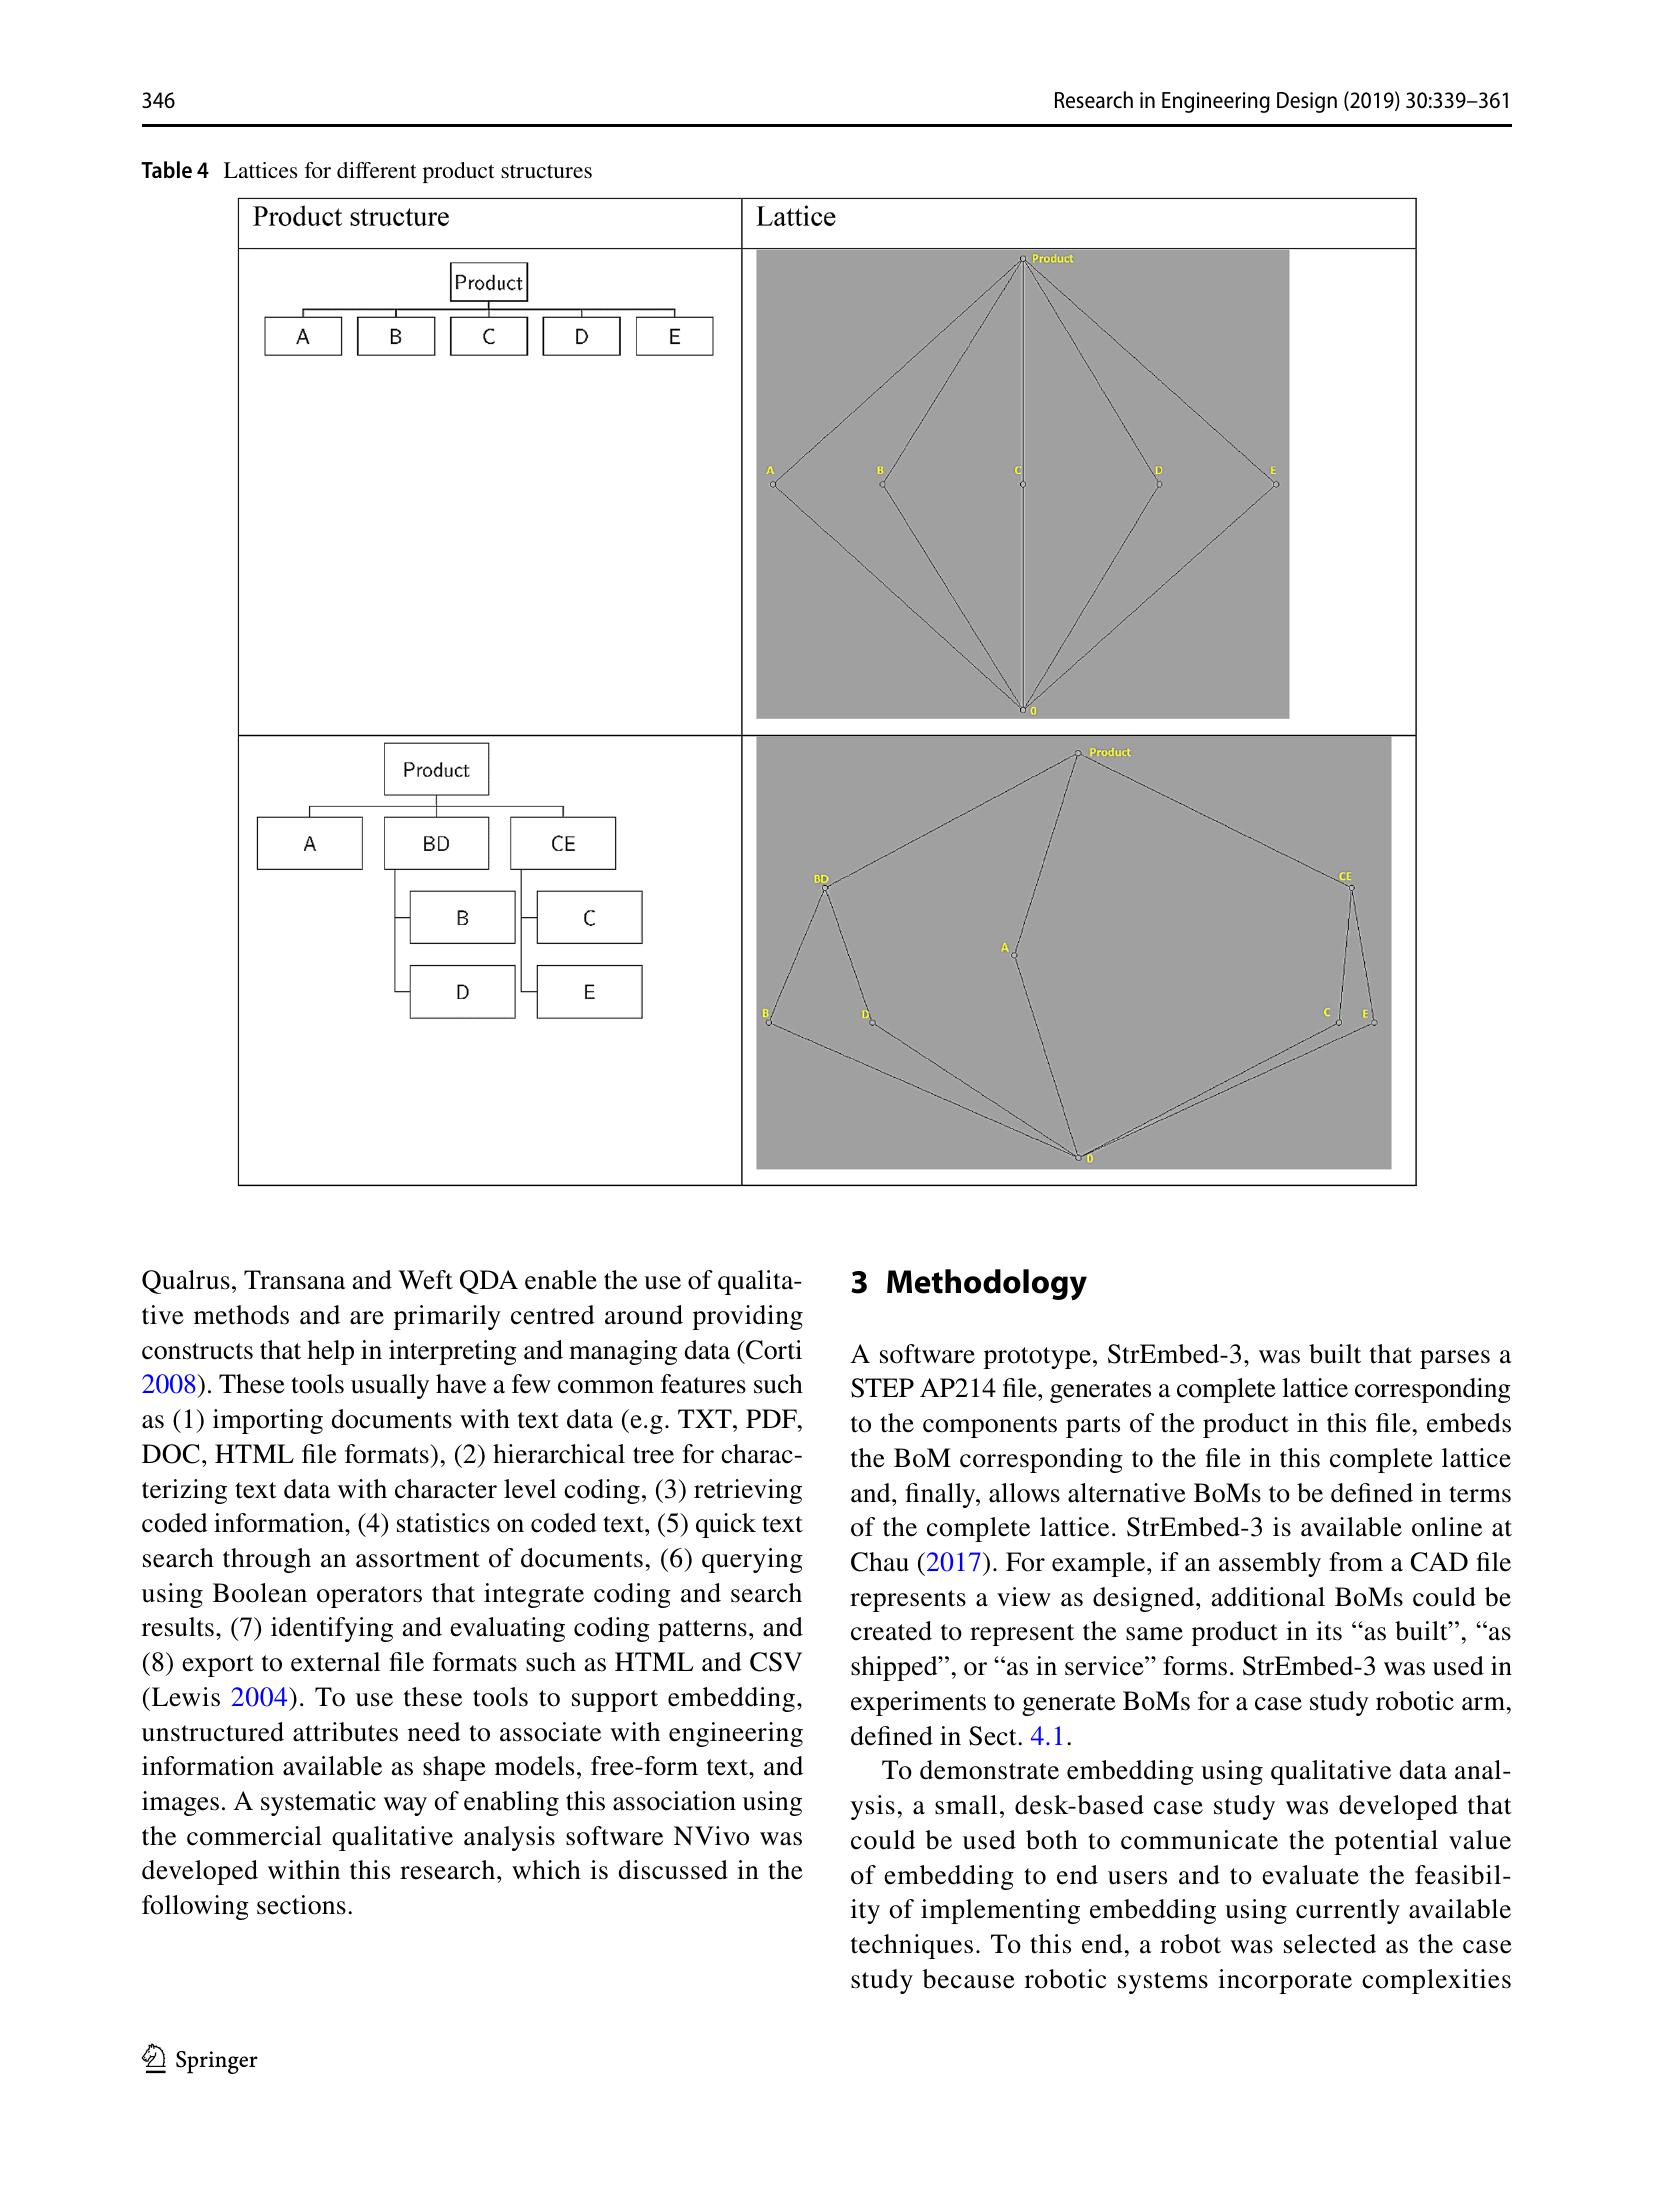 346
Research in Engineering Design (2019) 30:339–361
Table 4 Lattices for different product structures
Product structure
Lattice
Product
A B C D E
Product
A B C D E
0
Product
A BD CE
B C
D E
Product
BD CE
A
B D C E
0
Qualrus, Transana and Weft QDA enable the use of qualita-
tive methods and are primarily centred around providing
constructs that help in interpreting and managing data (Corti
2008). These tools usually have a few common features such
as (1) importing documents with text data (e.g. TXT, PDF,
DOC, HTML file formats), (2) hierarchical tree for charac-
terizing text data with character level coding, (3) retrieving
coded information, (4) statistics on coded text, (5) quick text
search through an assortment of documents, (6) querying
using Boolean operators that integrate coding and search
results, (7) identifying and evaluating coding patterns, and
(8) export to external file formats such as HTML and CSV
(Lewis 2004). To use these tools to support embedding,
unstructured attributes need to associate with engineering
information available as shape models, free-form text, and
images. A systematic way of enabling this association using
the commercial qualitative analysis software NVivo was
developed within this research, which is discussed in the
following sections.
3 Methodology
A software prototype, StrEmbed-3, was built that parses a
STEP AP214 file, generates a complete lattice corresponding
to the components parts of the product in this file, embeds
the BoM corresponding to the file in this complete lattice
and, finally, allows alternative BoMs to be defined in terms
of the complete lattice. StrEmbed-3 is available online at
Chau (2017). For example, if an assembly from a CAD file
represents a view as designed, additional BoMs could be
created to represent the same product in its “as built”, “as
shipped”, or “as in service” forms. StrEmbed-3 was used in
experiments to generate BoMs for a case study robotic arm,
defined in Sect. 4.1.
To demonstrate embedding using qualitative data anal-
ysis, a small, desk-based case study was developed that
could be used both to communicate the potential value
of embedding to end users and to evaluate the feasibil-
ity of implementing embedding using currently available
techniques. To this end, a robot was selected as the case
study because robotic systems incorporate complexities
Springer